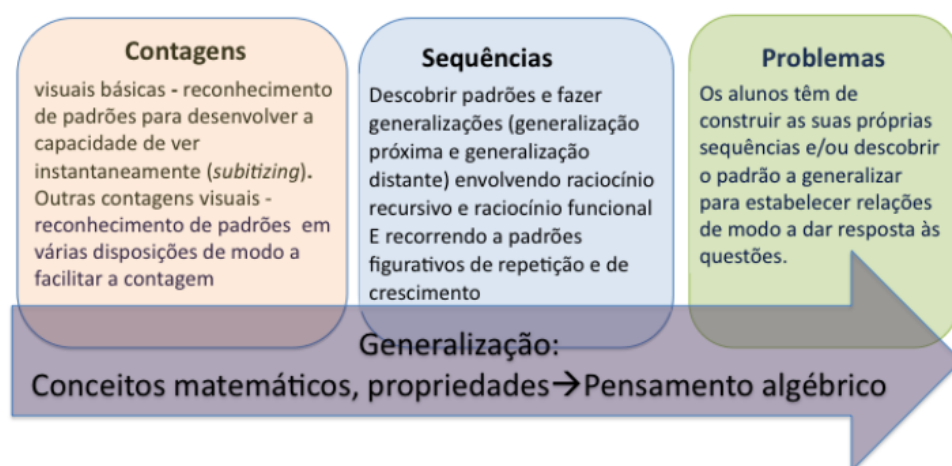 Contagens
visuais básicas - reconhecimento
de padrões para desenvolver a
capacidade de ver
instantaneamente (subitizing).
Outras contagens visuais -
reconhecimento de padrões em
várias disposições de modo a
facilitar a contagem
Sequências
Descobrir padrões e fazer
generalizações (generalização
próxima e generalização
distante) envolvendo raciocínio
recursivo e raciocínio funcional
E recorrendo a padrões
figurativos de repetição e de
crescimento
Problemas
Os alunos têm de
construir as suas próprias
sequências e/ou descobrir
o padrão a generalizar
para estabelecer relações
de modo a dar resposta às
questões.
Generalização:
Conceitos matemáticos, propriedades→Pensamento algébrico